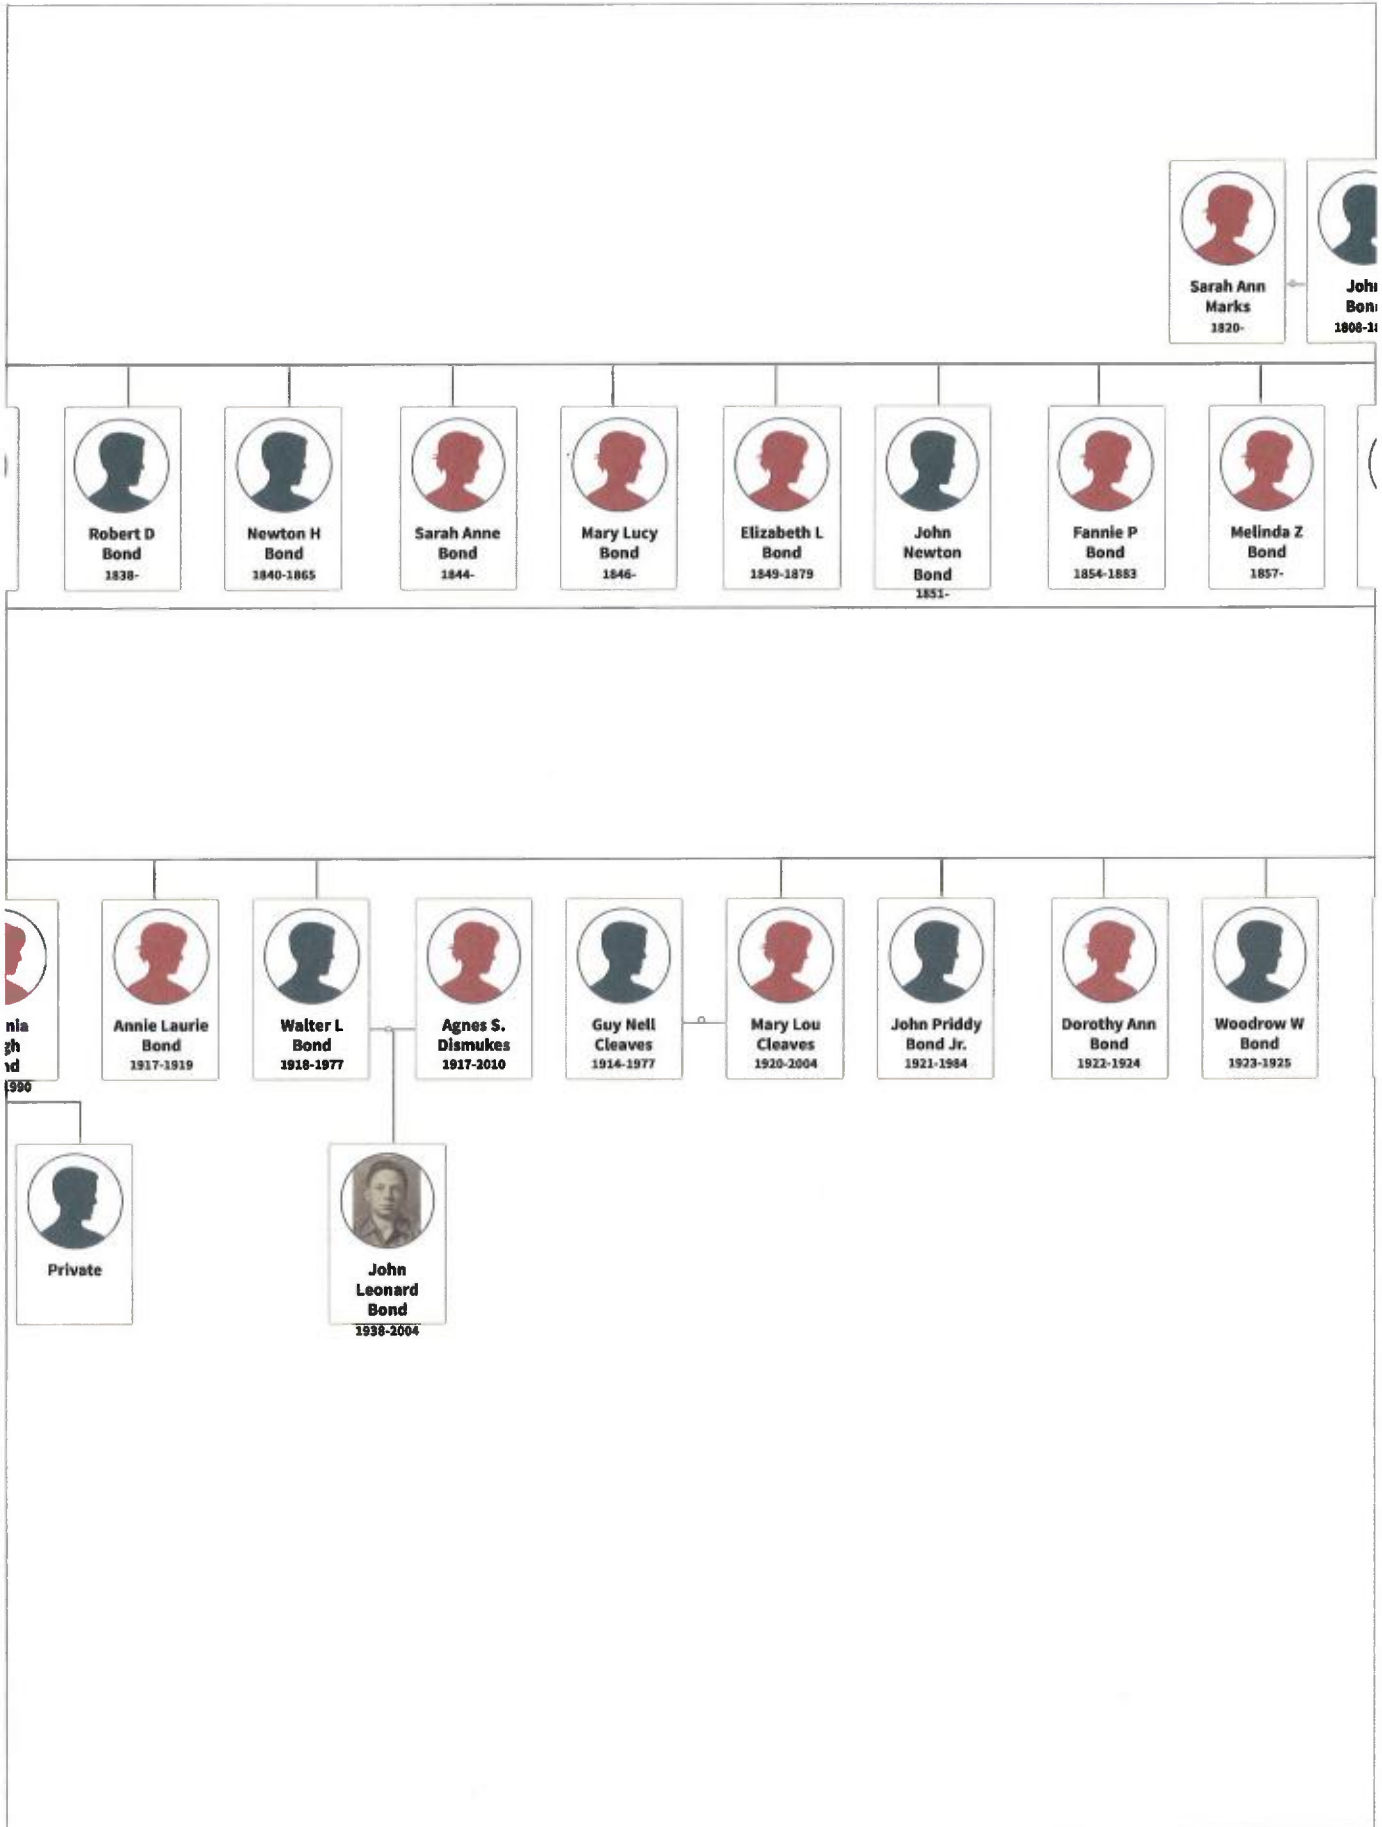 Sarah Ann
Marks
1820-
Robert D
Bond
1838-
Newton H
Bond
1840-1865
Sarah Anne
Bond
1844-
Mary Lucy
Bond
1846-
Elizabeth L
Bond
1849-1879
John
Newton
Bond
1851-
Fannie P
Bond
1854-1883
Melinda Z
Bond
1857-
1990
Annie Laurie
Bond
1917-1919
Walter L
Bond
1918-1977
Agnes S.
Dismukes
1917-2010
Guy Nell
Cleaves
1914-1977
Mary Lou
Cleaves
1920-2004
John Priddy
Bond Jr.
1921-1984
Dorothy Ann
Bond
1922-1924
Woodrow W
Bond
1923-1925
Private
John
Leonard
Bond
1938-2004